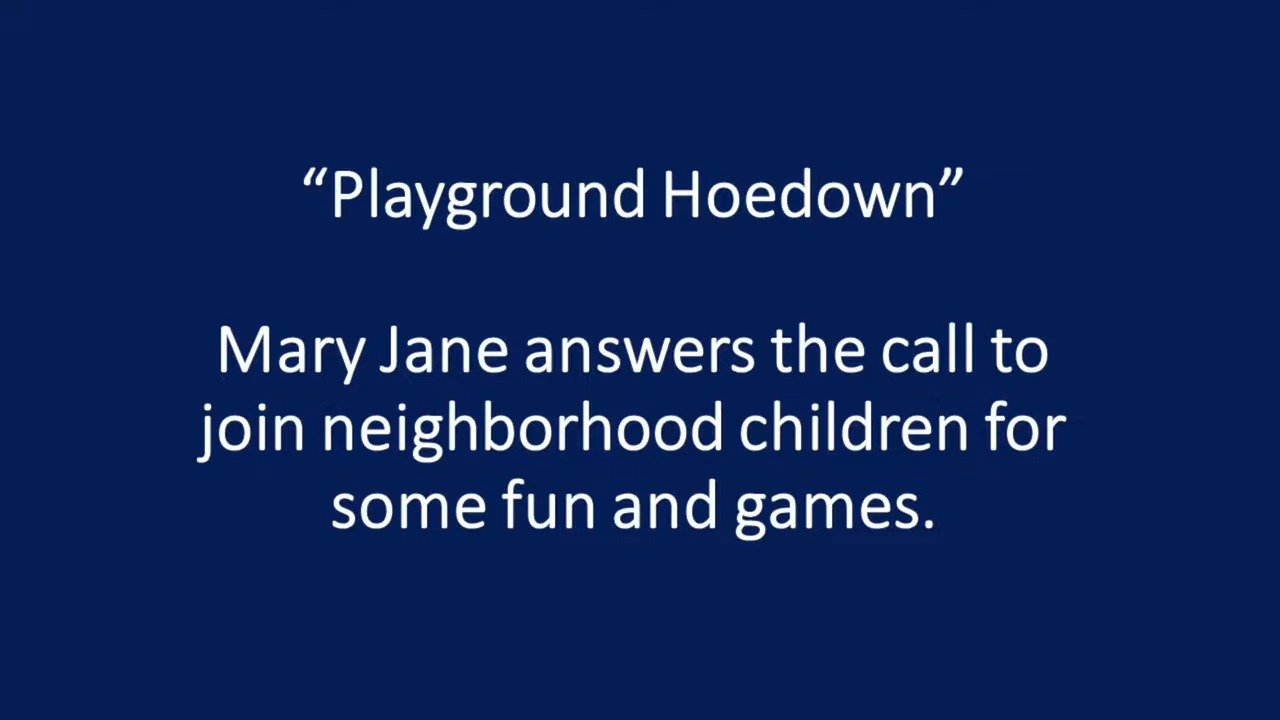 “Playground Hoedown”
Mary Jane answers the call to
join neighborhood children for
some fun and games.